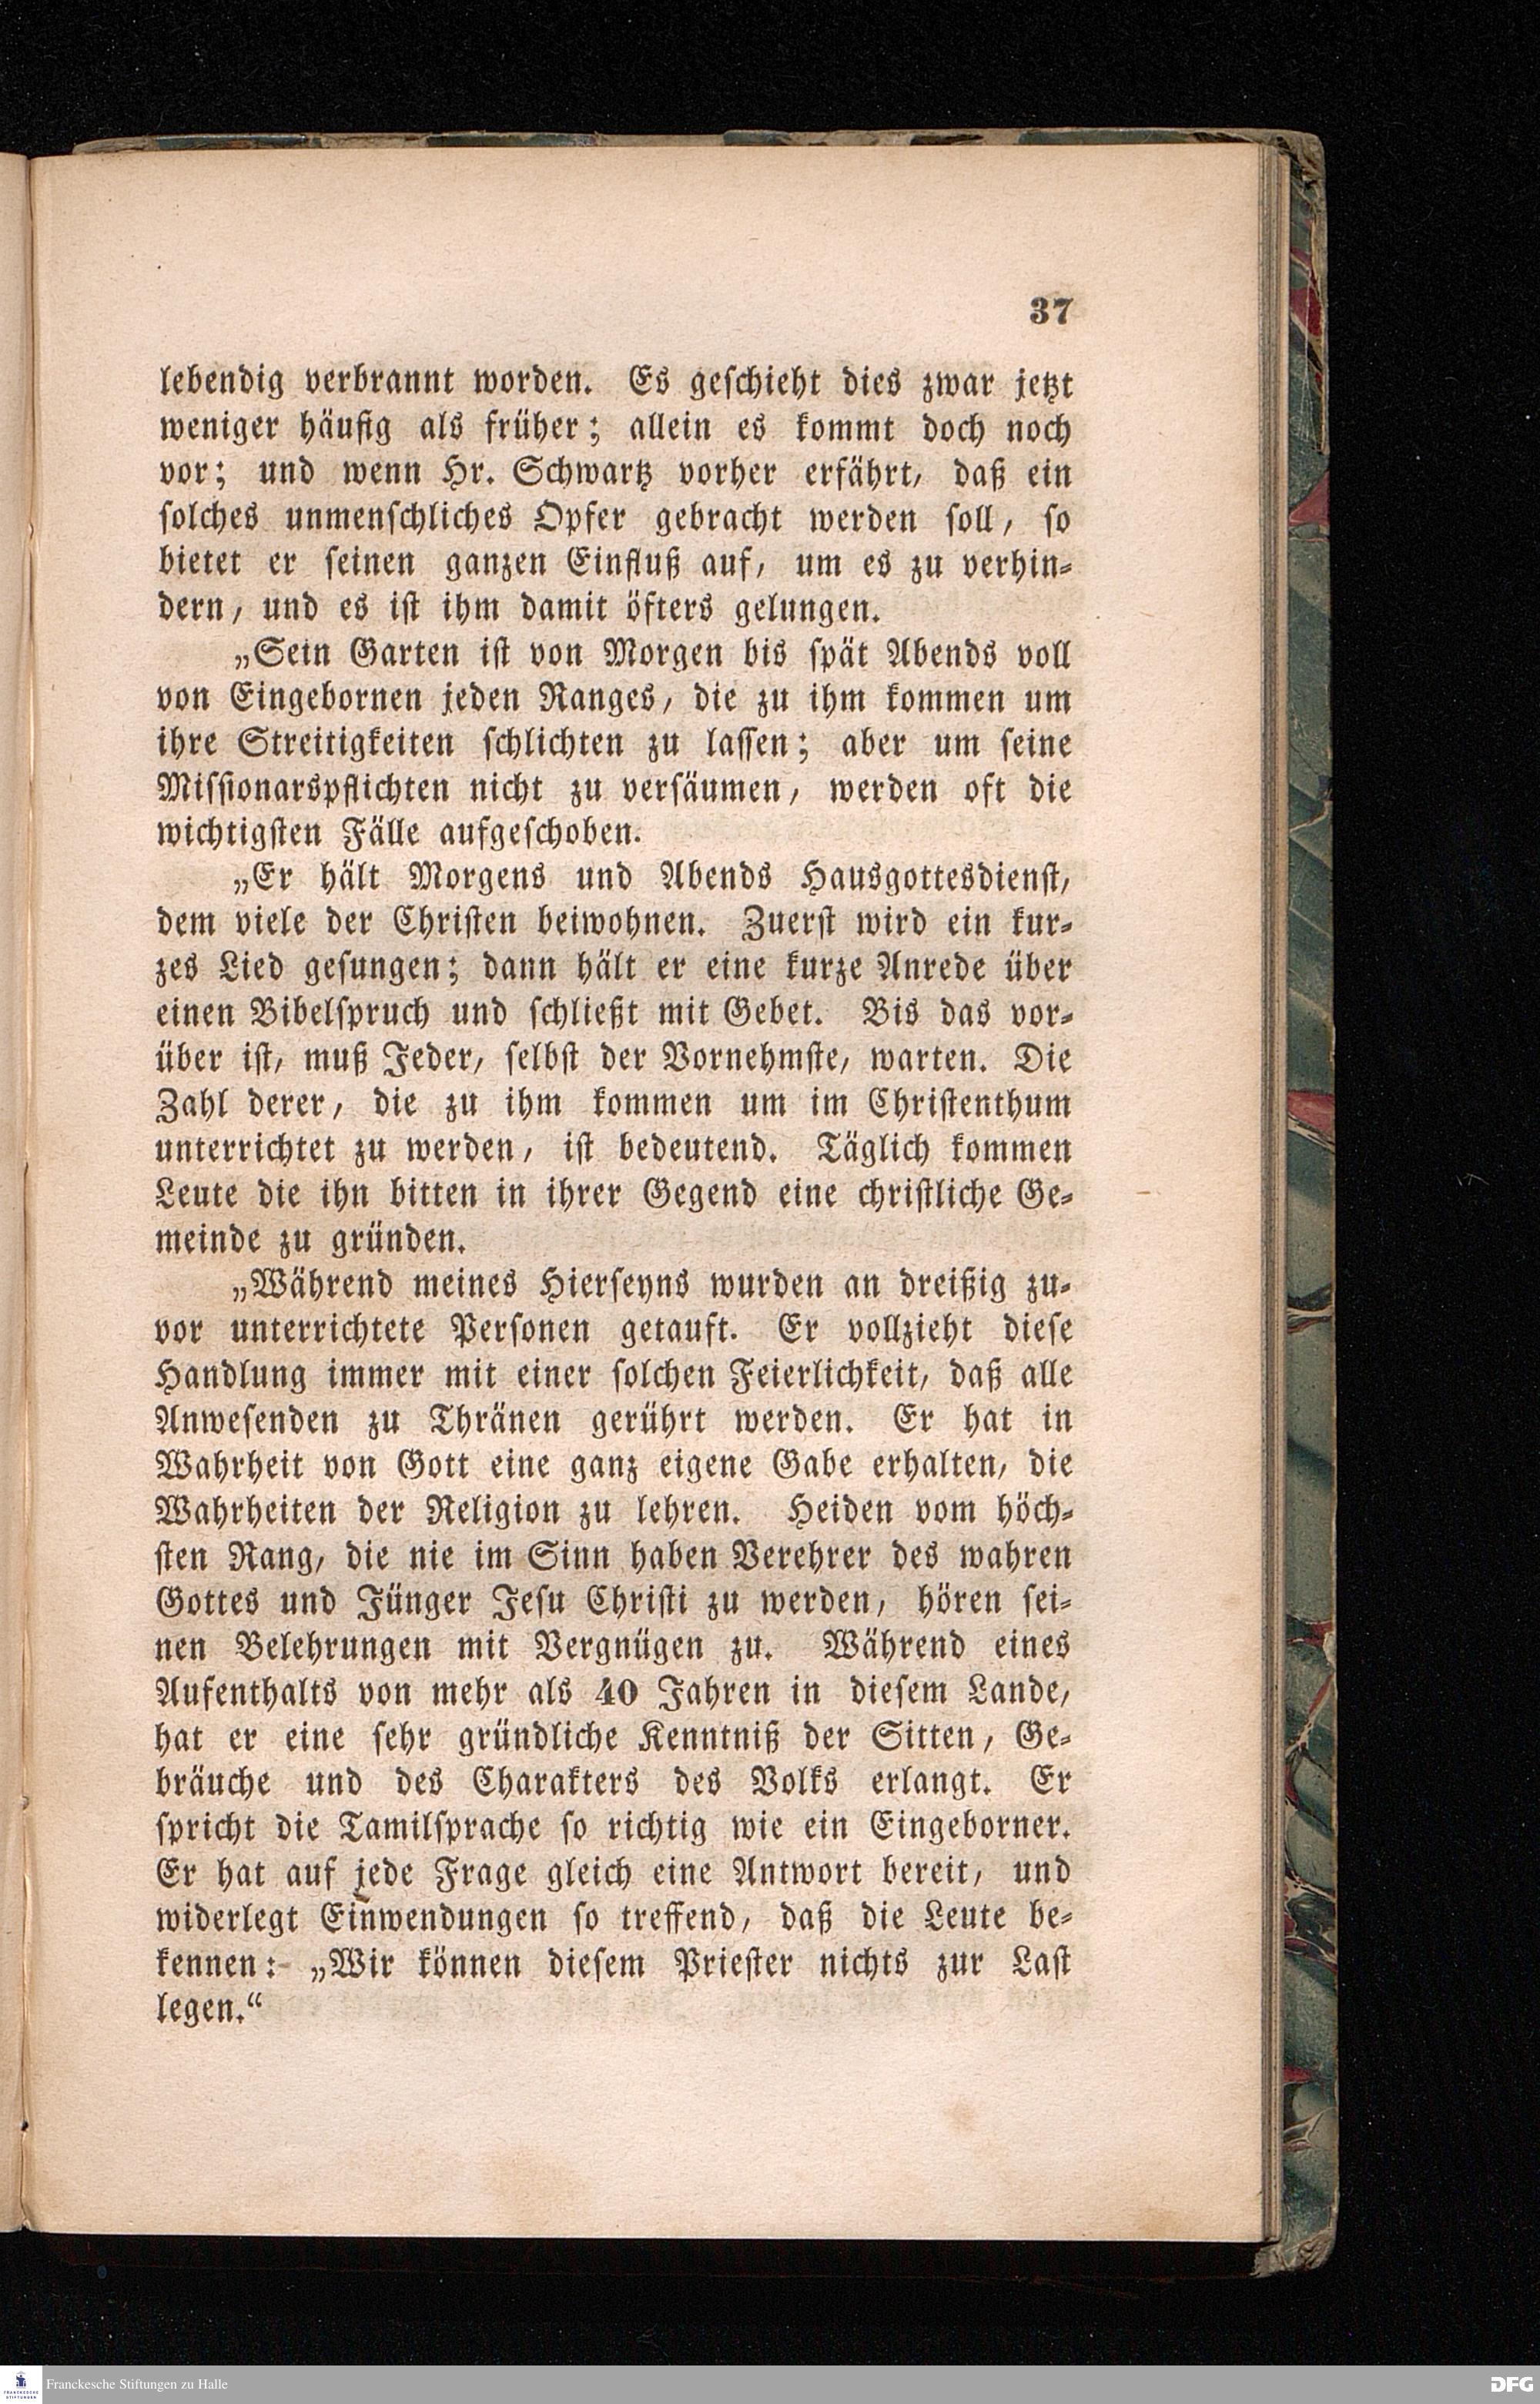 37
lebendig verbrannt worden. Es geschieht dies zwar jetzt
weniger häufig als früher; allein es kommt doch noch
vor; und wenn Hr. Schwartz vorher erfährt, daß ein
solches unmenschliches Opfer gebracht werden soll, so
bietet er seinen ganzen Einfluß auf, um es zu verhin-
dern, und es ist ihm damit öfters gelungen.
„Sein Garten ist von Morgen bis spät Abends voll
von Eingebornen jeden Ranges, die zu ihm kommen um
ihre Streitigkeiten schlichten zu lassen; aber um seine
Missionarspflichten nicht zu versäumen, werden oft die
wichtigsten Fälle aufgeschoben.
„Er hält Morgens und Abends Hausgottesdienst,
dem viele der Christen beiwohnen. Zuerst wird ein kur-
zes Lied gesungen; dann hält er eine kurze Anrede über
einen Bibelspruch und schließt mit Gebet. Bis das vor-
über ist, muß Jeder, selbst der Vornehmste, warten. Die
Zahl derer, die zu ihm kommen um im Christenthum
unterrichtet zu werden, ist bedeutend. Täglich kommen
Leute die ihn bitten in ihrer Gegend eine christliche Ge-
meinde zu gründen.
„Während meines Hierseyns wurden an dreißig zu-
vor unterrichtete Personen getauft. Er vollzieht diese
Handlung immer mit einer solchen Feierlichkeit, daß alle
Anwesenden zu Thränen gerührt werden. Er hat in
Wahrheit von Gott eine ganz eigene Gabe erhalten, die
Wahrheiten der Religion zu lehren. Heiden vom höch-
sten Rang, die nie im Sinn haben Verehrer des wahren
Gottes und Jünger Jesu Christi zu werden, hören sei-
nen Belehrungen mit Vergnügen zu. Während eines
Aufenthalts von mehr als 40 Jahren in diesem Lande,
hat er eine sehr gründliche Kenntniß der Sitten, Ge-
bräuche und des Charakters des Volks erlangt. Er
spricht die Tamilsprache so richtig wie ein Eingeborner.
Er hat auf jede Frage gleich eine Antwort bereit, und
widerlegt Einwendungen so treffend, daß die Leute be-
kennen: „Wir können diesem Priester nichts zur Last
legen.“
FRANCKESCHE
STIFTUNGEN
Franckesche Stiftungen zu Halle
DFG